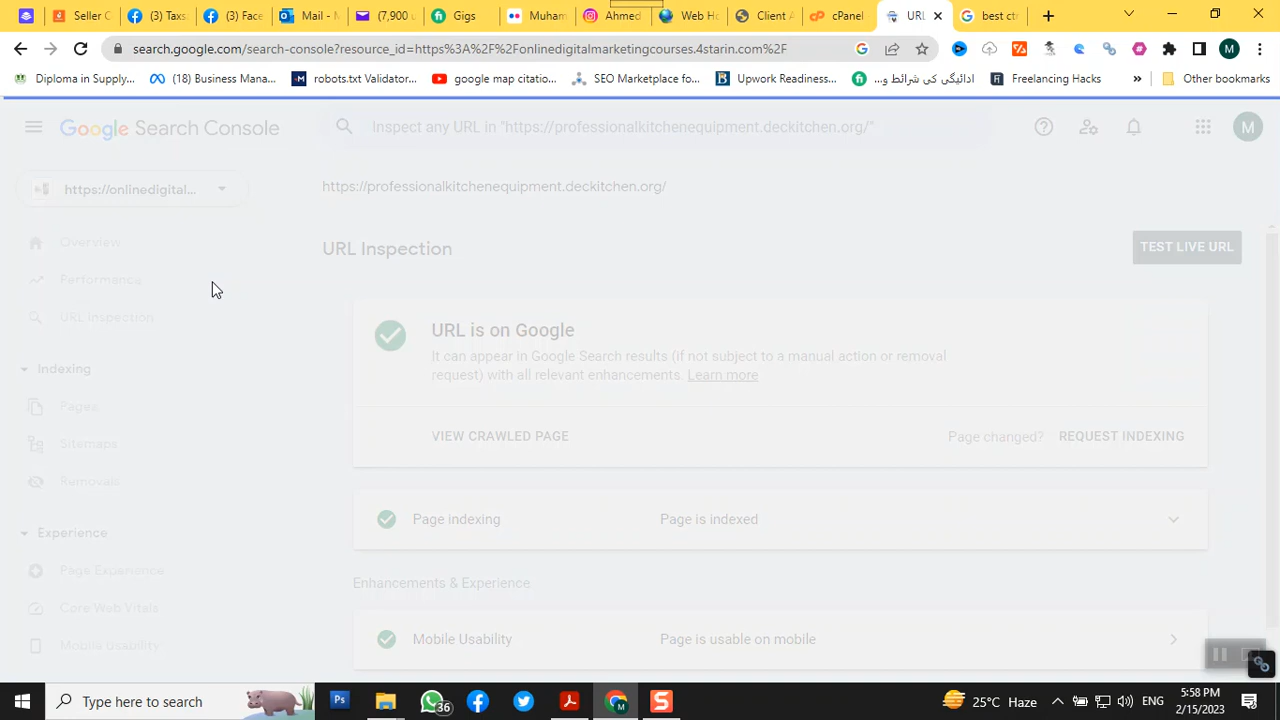 Seller C
(3) Taxs
(3) Face
Mail - M
(7,900 u
Gigs
Muham
Ahmed
Web Ho
Client A
cPanel
URL
best ctr
search.google.com/search-console?resource_id=https%3A%2F%2Fonlinedigitalmarketingcourses.4starin.com%2F
M
Diploma in Supply...
(18) Business Mana...
robots.txt Validator...
google map citatio...
SEO Marketplace fo...
Upwork Readiness...
ادائیگی کی شرائط و...
Freelancing Hacks
»
Other bookmarks
Google Search Console
Inspect any URL in "https://professionalkitchenequipment.deckitchen.org/"
M
https://onlinedigital...
https://professionalkitchenequipment.deckitchen.org/
Overview
URL Inspection
TEST LIVE URL
Performance
URL Inspection
URL is on Google
It can appear in Google Search results (if not subject to a manual action or removal
request) with all relevant enhancements. Learn more
Indexing
Pages
VIEW CRAWLED PAGE
Page changed?
REQUEST INDEXING
Sitemaps
Removals
Page indexing
Page is indexed
Experience
Page Experience
Enhancements & Experience
Core Web Vitals
Mobile Usability
Page is usable on mobile
Mobile usability
Type here to search
Ps
36
S
25°C Haze
ENG
5:58 PM
2/15/2023